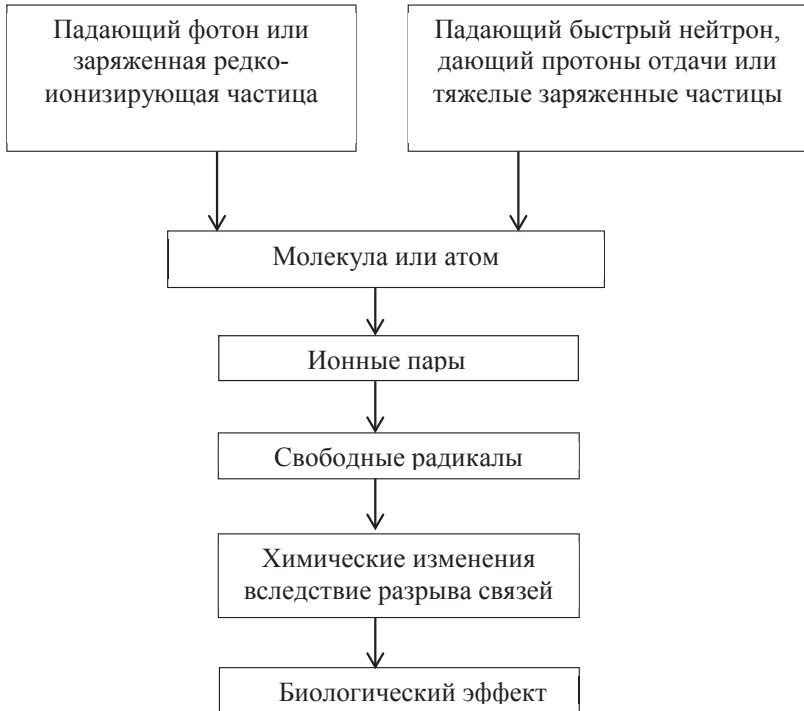 Падающий фотон или
заряженная редко-
ионизирующая частица
Падающий быстрый нейтрон,
дающий протоны отдачи или
тяжелые заряженные частицы
Молекула или атом
Ионные пары
Свободные радикалы
Химические изменения
вследствие разрыва связей
Биологический эффект